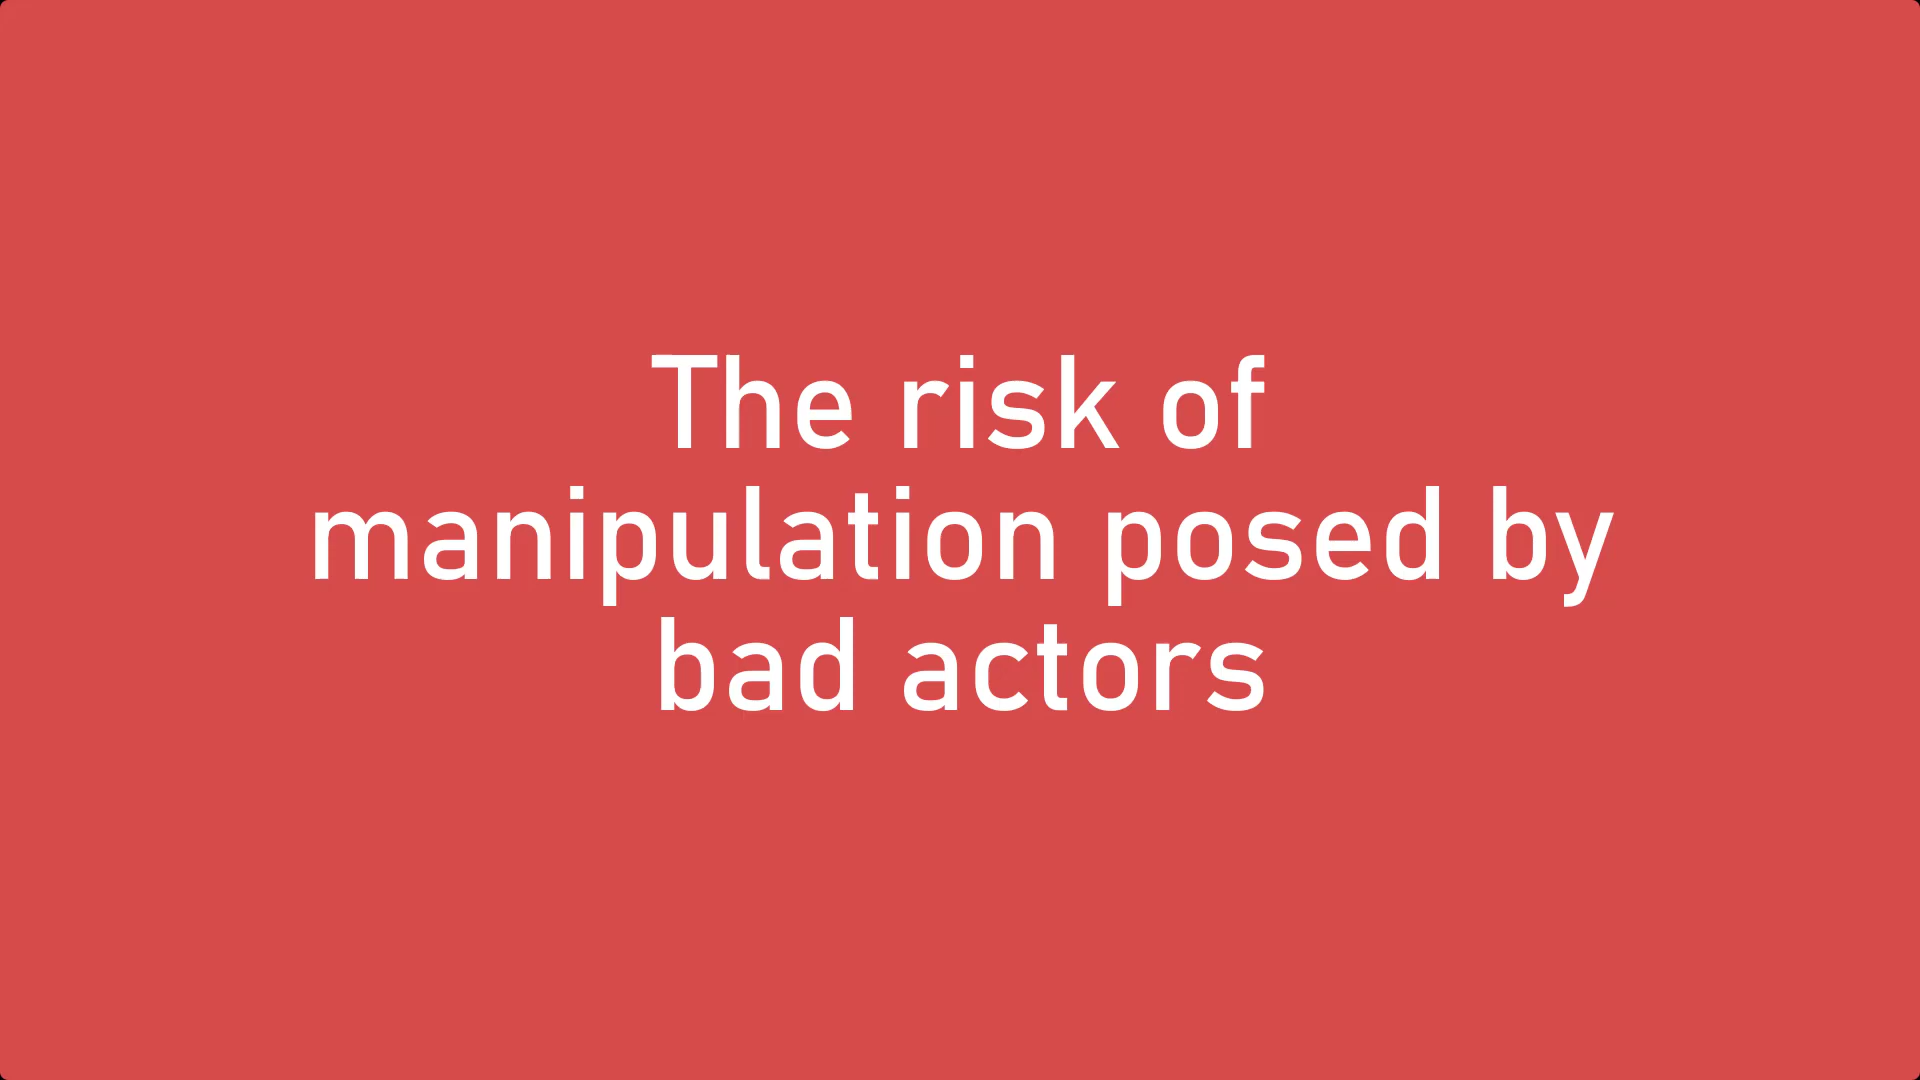 The risk of
manipulation posed by
bad actors